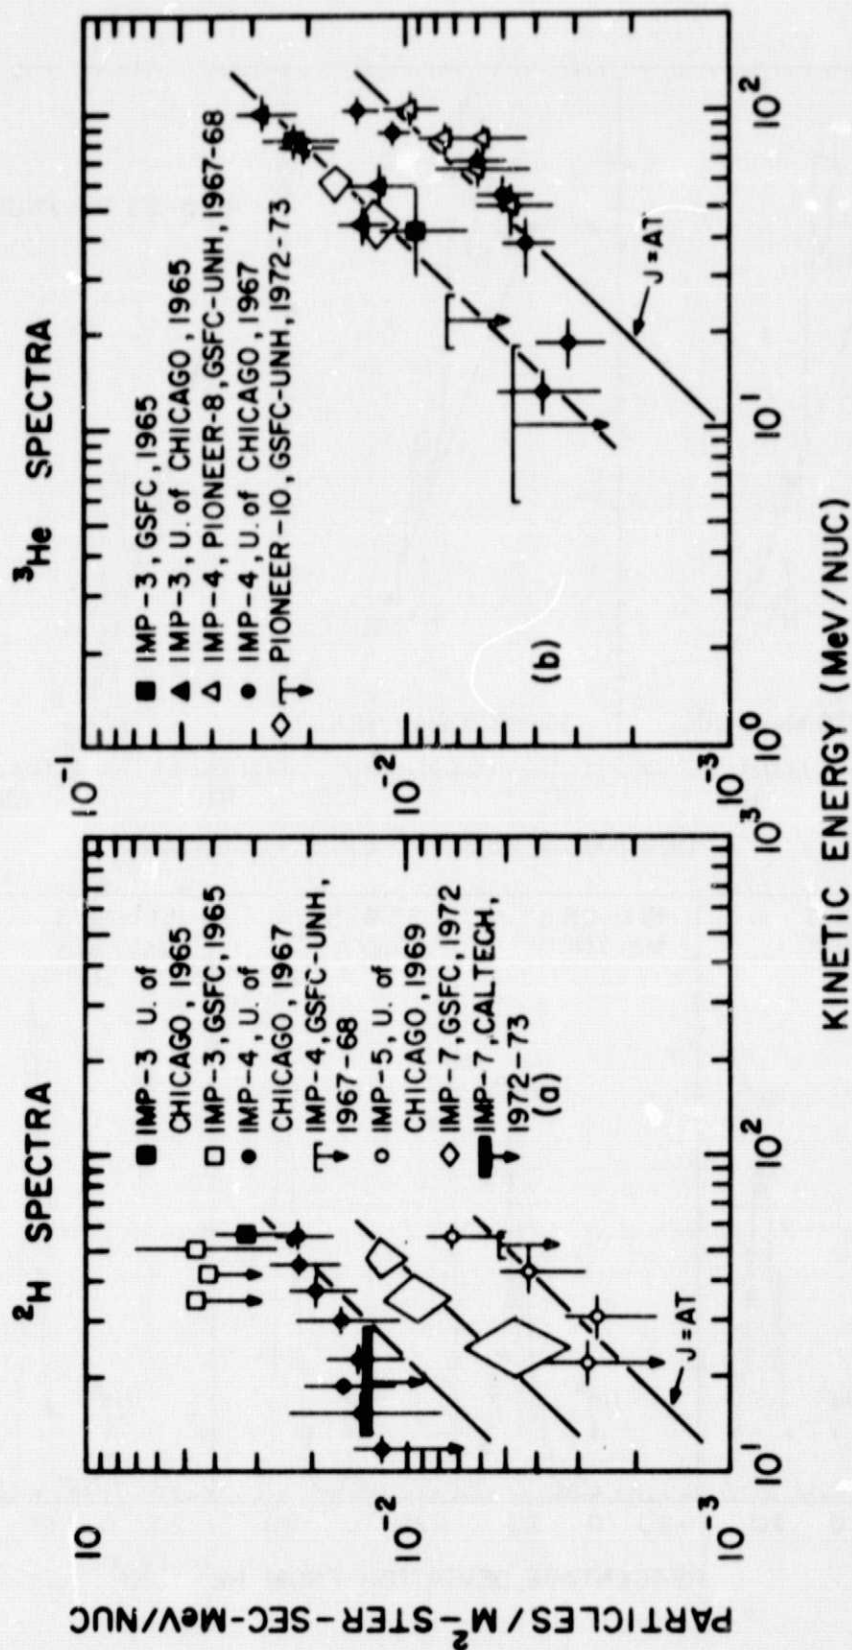 ²H SPECTRA
■ IMP-3 U. of
CHICAGO, 1965
□ IMP-3, GSFC, 1965
● IMP-4, U. of
CHICAGO, 1967
IMP-4, GSFC-UNH,
1967-68
○ IMP-5, U. of
CHICAGO, 1969
◇ IMP-7, GSFC, 1972
IMP-7, CALTECH,
1972-73
(a)
J = AT
10
10⁻²
10⁻³
10¹
10²
10³
PARTICLES/M²-STER-SEC-MeV/NUC
³He SPECTRA
■ IMP-3, GSFC, 1965
▲ IMP-3, U. of CHICAGO, 1965
△ IMP-4, PIONEER-8, GSFC-UNH, 1967-68
● IMP-4, U. of CHICAGO, 1967
◇ PIONEER-10, GSFC-UNH, 1972-73
(b)
J = AT
10⁻¹
10⁻²
10⁻³
10⁰
10¹
10²
KINETIC ENERGY (MeV/NUC)